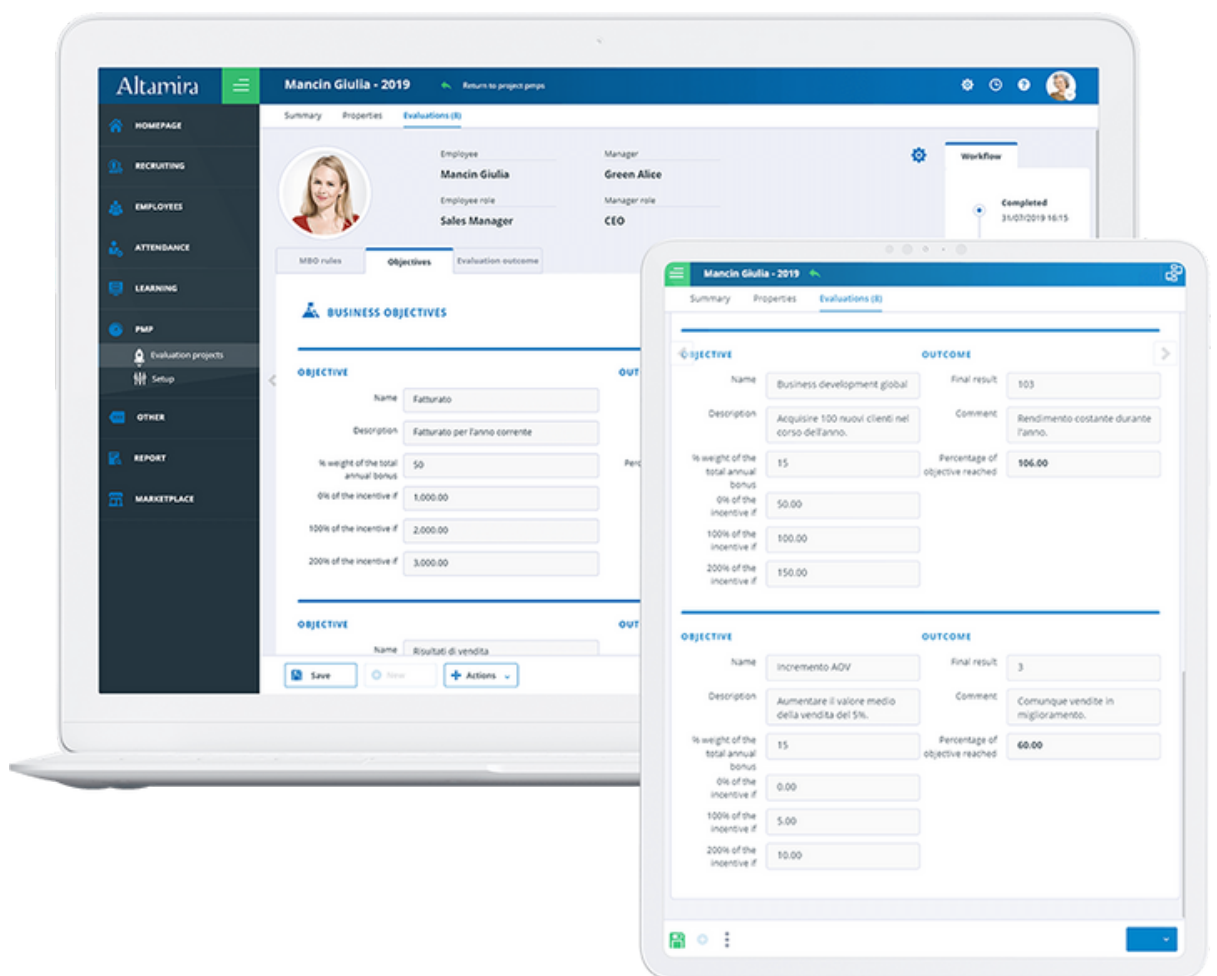 Altamira
Mancin Giulia - 2019
Return to project pmps
Summary Properties Evaluations (8)
HOMEPAGE
RECRUITING
EMPLOYEES
ATTENDANCE
LEARNING
PMP
Evaluation projects
Setup
OTHER
REPORT
MARKETPLACE
Employee
Mancin Giulia
Manager
Green Alice
Employee role
Sales Manager
Manager role
CEO
Workflow
Completed
31/07/2019 16:15
MBO rules Objectives Evaluation outcome
BUSINESS OBJECTIVES
OBJECTIVE OUT
Name Fatturato
Description Fatturato per l'anno corrente
% weight of the total
annual bonus
50
Perc
0% of the incentive if 1,000.00
100% of the incentive if 2,000.00
200% of the incentive if 3,000.00
OBJECTIVE OUT
Name Risultati di vendita
Save New Actions
Mancin Giulia - 2019
Summary Properties Evaluations (8)
OBJECTIVE OUTCOME
Name Business development global
Final result 103
Description Acquisire 100 nuovi clienti nel
corso dell'anno.
Comment Rendimento costante durante
l'anno.
% weight of the
total annual
bonus
15
Percentage of
objective reached
106.00
0% of the
incentive if
50.00
100% of the
incentive if
100.00
200% of the
incentive if
150.00
OBJECTIVE OUTCOME
Name Incremento AOV
Final result 3
Description Aumentare il valore medio
della vendita del 5%.
Comment Comunque vendite in
miglioramento.
% weight of the
total annual
bonus
15
Percentage of
objective reached
60.00
0% of the
incentive if
0.00
100% of the
incentive if
5.00
200% of the
incentive if
10.00